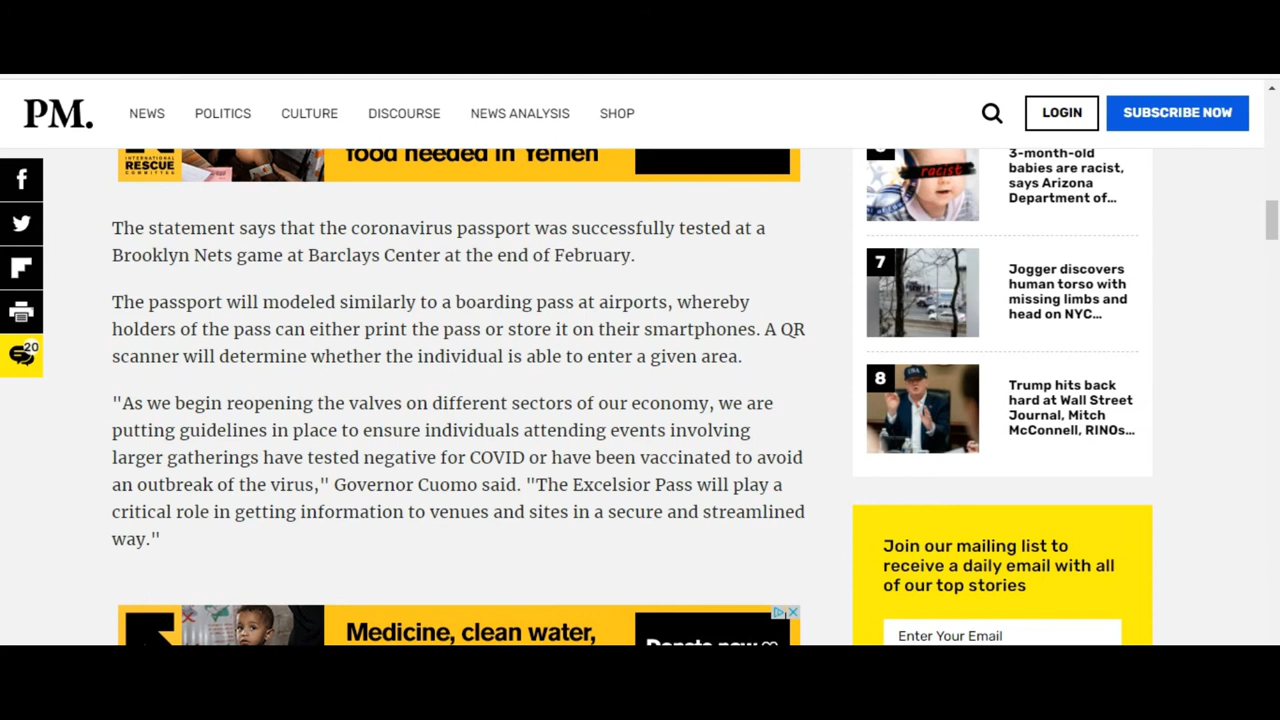 PM.
NEWS
POLITICS
CULTURE
DISCOURSE
NEWS ANALYSIS
SHOP
LOGIN
SUBSCRIBE NOW
INTERNATIONAL
RESCUE
COMMITTEE
food needed in Yemen
20
The statement says that the coronavirus passport was successfully tested at a
Brooklyn Nets game at Barclays Center at the end of February.
The passport will modeled similarly to a boarding pass at airports, whereby
holders of the pass can either print the pass or store it on their smartphones. A QR
scanner will determine whether the individual is able to enter a given area.
"As we begin reopening the valves on different sectors of our economy, we are
putting guidelines in place to ensure individuals attending events involving
larger gatherings have tested negative for COVID or have been vaccinated to avoid
an outbreak of the virus," Governor Cuomo said. "The Excelsior Pass will play a
critical role in getting information to venues and sites in a secure and streamlined
way."
Medicine, clean water,
Donate now
racist
3-month-old
babies are racist,
says Arizona
Department of...
7
Jogger discovers
human torso with
missing limbs and
head on NYC...
8
Trump hits back
hard at Wall Street
Journal, Mitch
McConnell, RINOs...
Join our mailing list to
receive a daily email with all
of our top stories
Enter Your Email